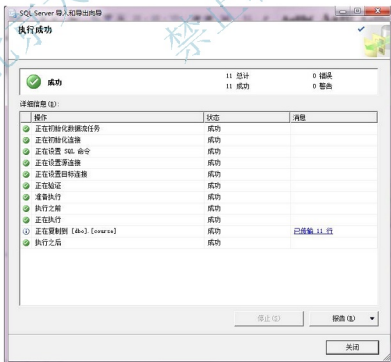 SQL Server 导入和导出向导
执行成功
成功
11 总计
0 错误
11 成功
0 警告
详细信息(D):
操作 状态 消息
正在初始化数据流任务 成功
正在初始化连接 成功
正在设置 SQL 命令 成功
正在设置源连接 成功
正在设置目标连接 成功
正在验证 成功
准备执行 成功
执行之前 成功
正在执行 成功
正在复制到 [dbo].[course] 成功 已传输 11 行
执行之后 成功
停止(S) 报告(R)
关闭